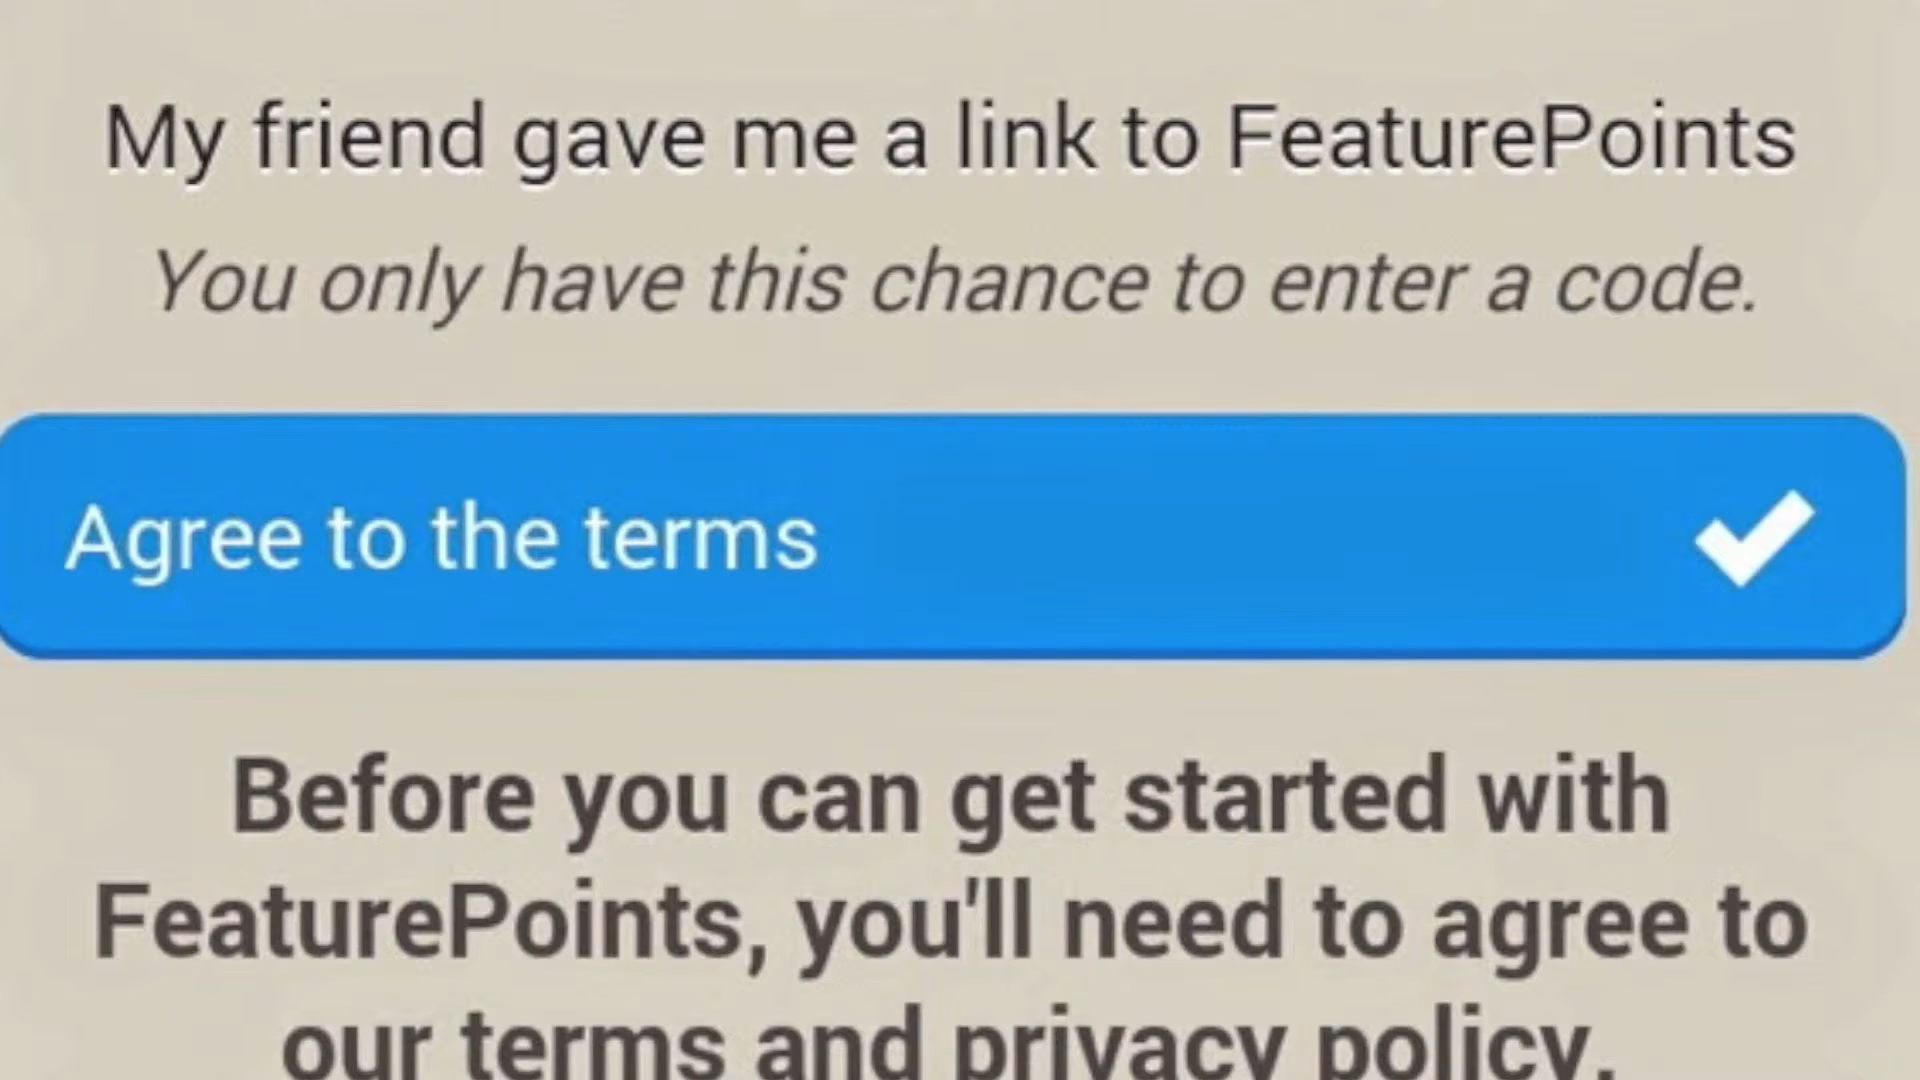 My friend gave me a link to FeaturePoints
You only have this chance to enter a code.
Agree to the terms
Before you can get started with
FeaturePoints, you'll need to agree to
our terms and privacy policy.